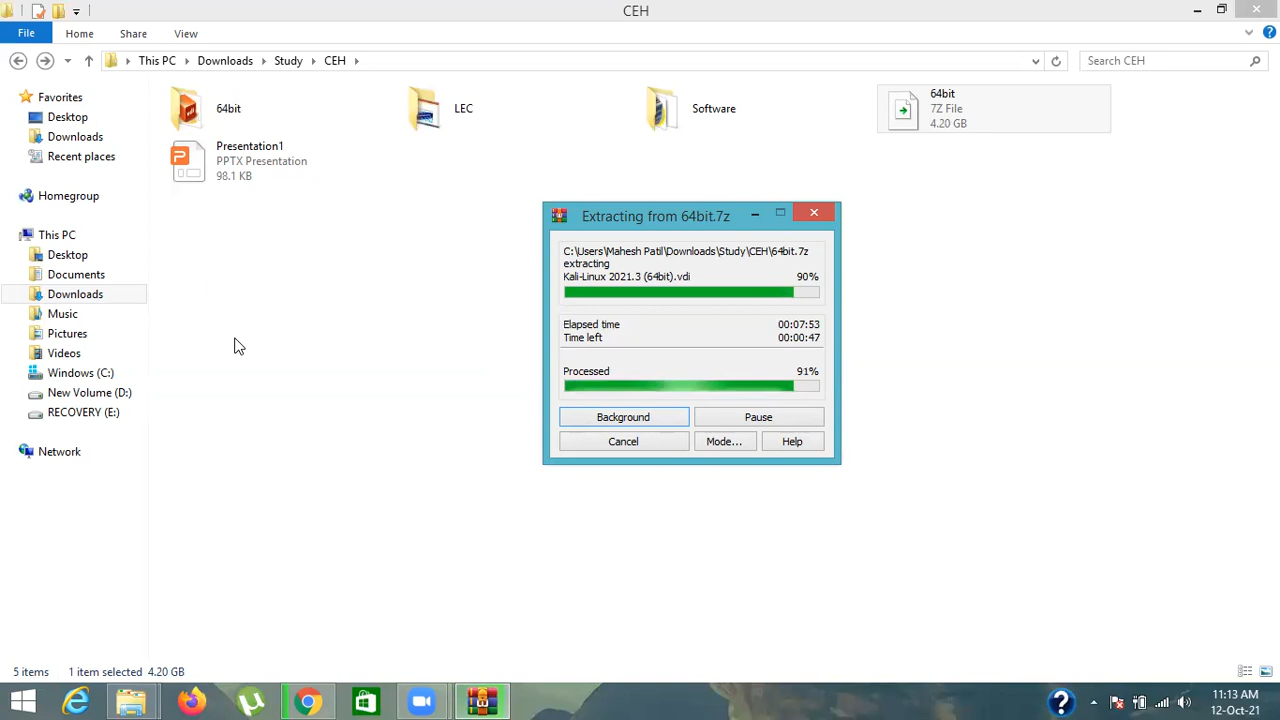 CEH
File
Home
Share
View
This PC
Downloads
Study
CEH
Search CEH
Favorites
Desktop
Downloads
Recent places
Homegroup
This PC
Desktop
Documents
Downloads
Music
Pictures
Videos
Windows (C:)
New Volume (D:)
RECOVERY (E:)
Network
64bit
LEC
Software
64bit
7Z File
4.20 GB
Presentation1
PPTX Presentation
98.1 KB
Extracting from 64bit.7z
C:\Users\Mahesh Patil\Downloads\Study\CEH\64bit.7z
extracting
Kali-Linux 2021.3 (64bit).vdi 90%
Elapsed time 00:07:53
Time left 00:00:47
Processed 91%
Background
Pause
Cancel
Mode...
Help
5 items 1 item selected 4.20 GB
11:13 AM
12-Oct-21